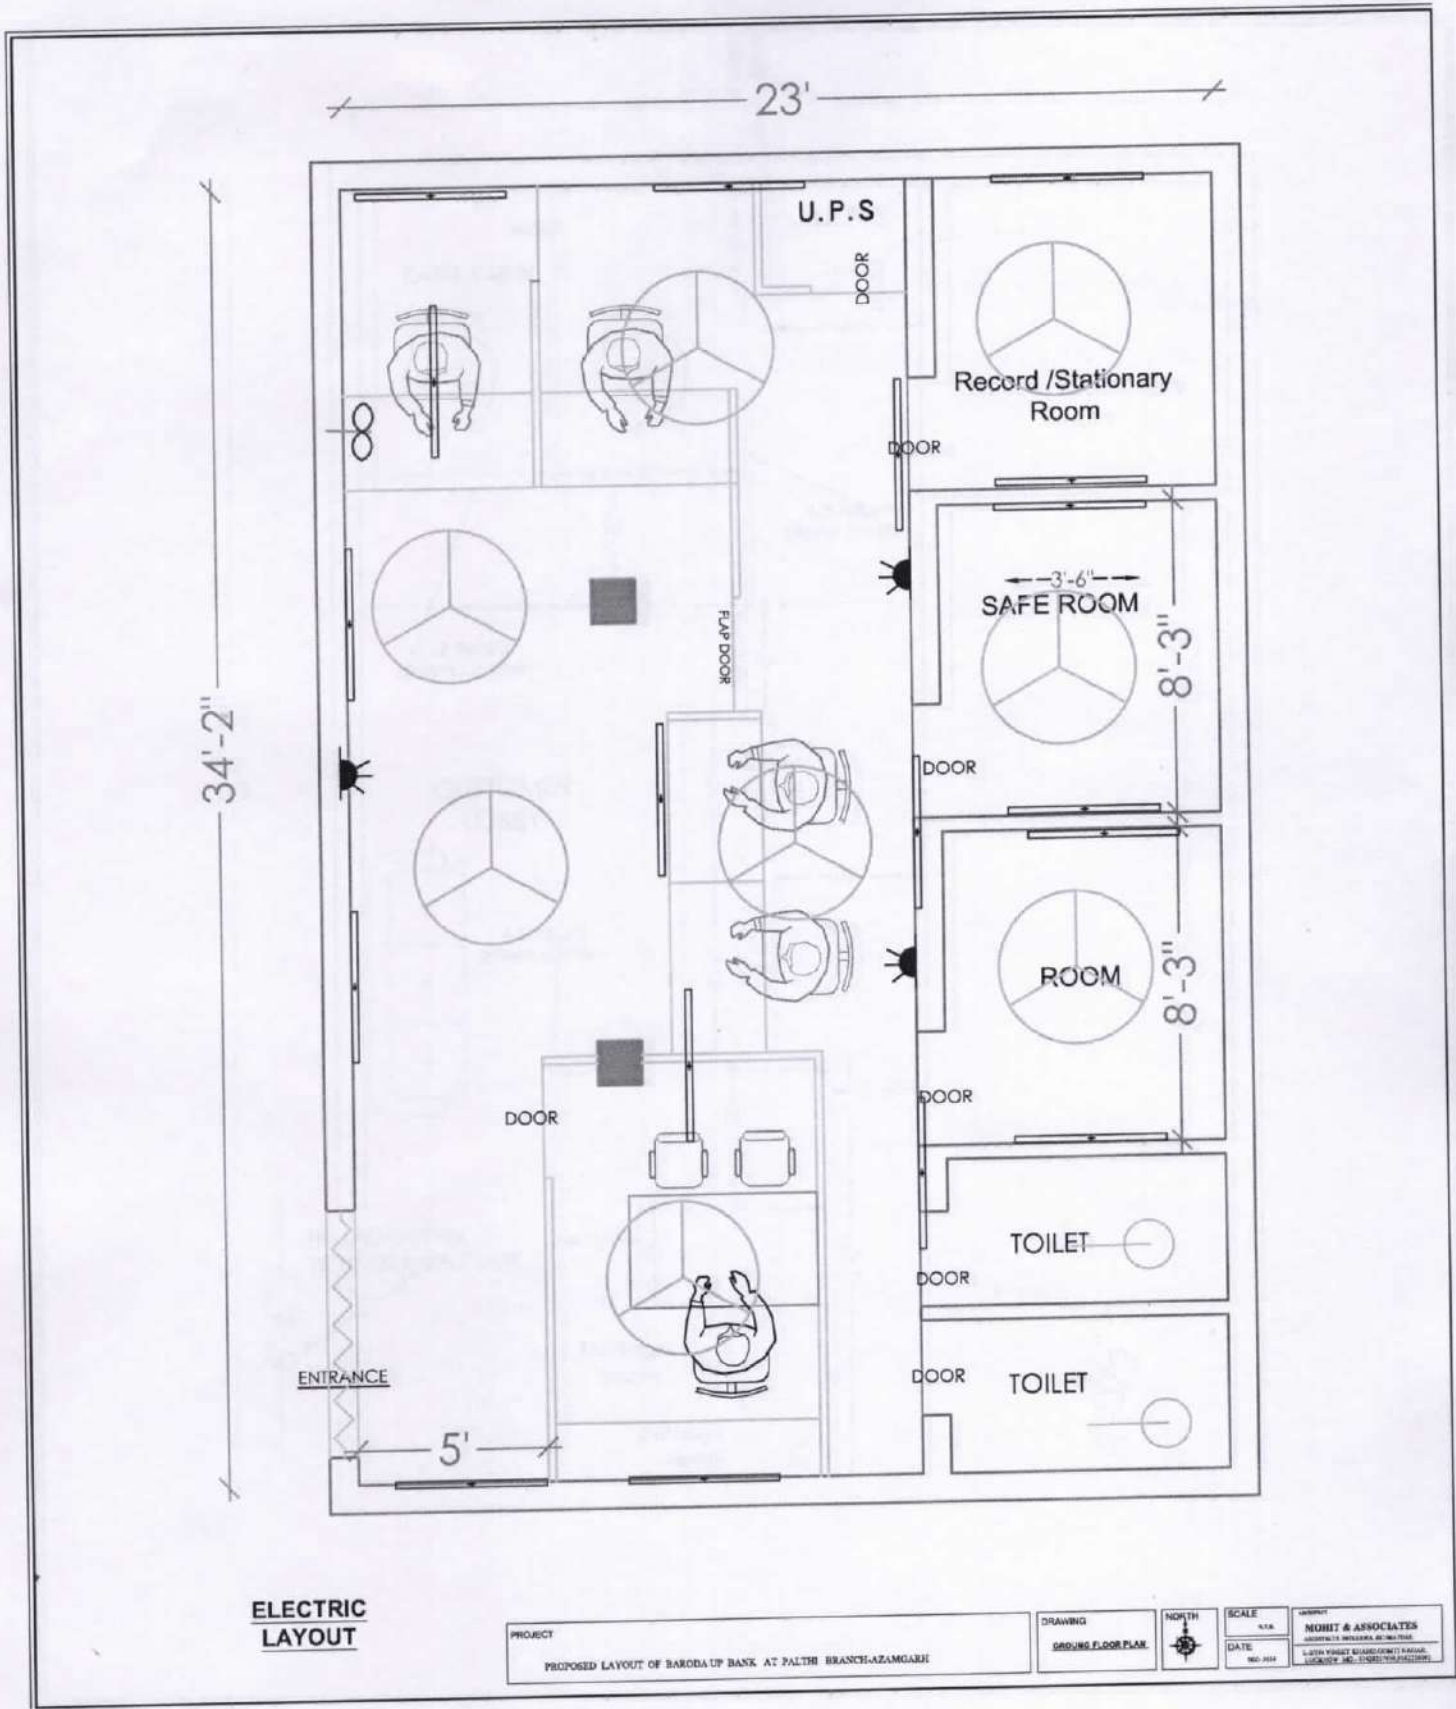 23'
U.P.S
DOOR
Record /Stationary
Room
DOOR
3'-6"
SAFE ROOM
8'-3"
FLAP DOOR
34'-2"
DOOR
ROOM
8'-3"
DOOR
DOOR
TOILET
DOOR
ENTRANCE
DOOR
TOILET
5'
ELECTRIC
LAYOUT
PROJECT
PROPOSED LAYOUT OF BARODA UP BANK AT PALTHI BRANCH-AZAMGARH
DRAWING
GROUND FLOOR PLAN
NORTH
SCALE
DATE
MOHIT & ASSOCIATES